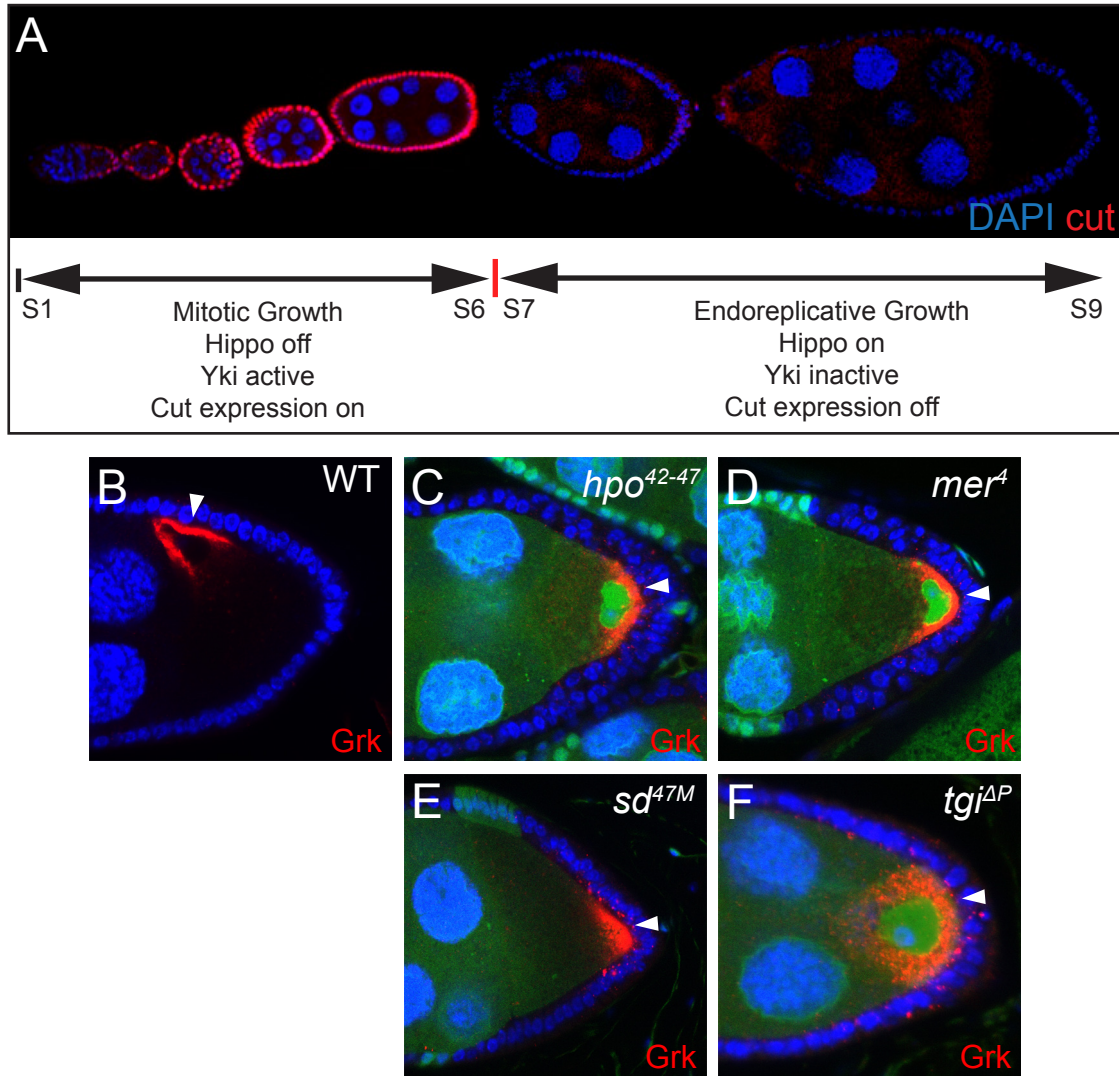 A
DAPI cut
S1 S6 S7 S9
Mitotic Growth
Hippo off
Yki active
Cut expression on
Endoreplicative Growth
Hippo on
Yki inactive
Cut expression off
B WT
Grk
C hpo42-47
Grk
D mer4
Grk
E sd47M
Grk
F tgiΔP
Grk